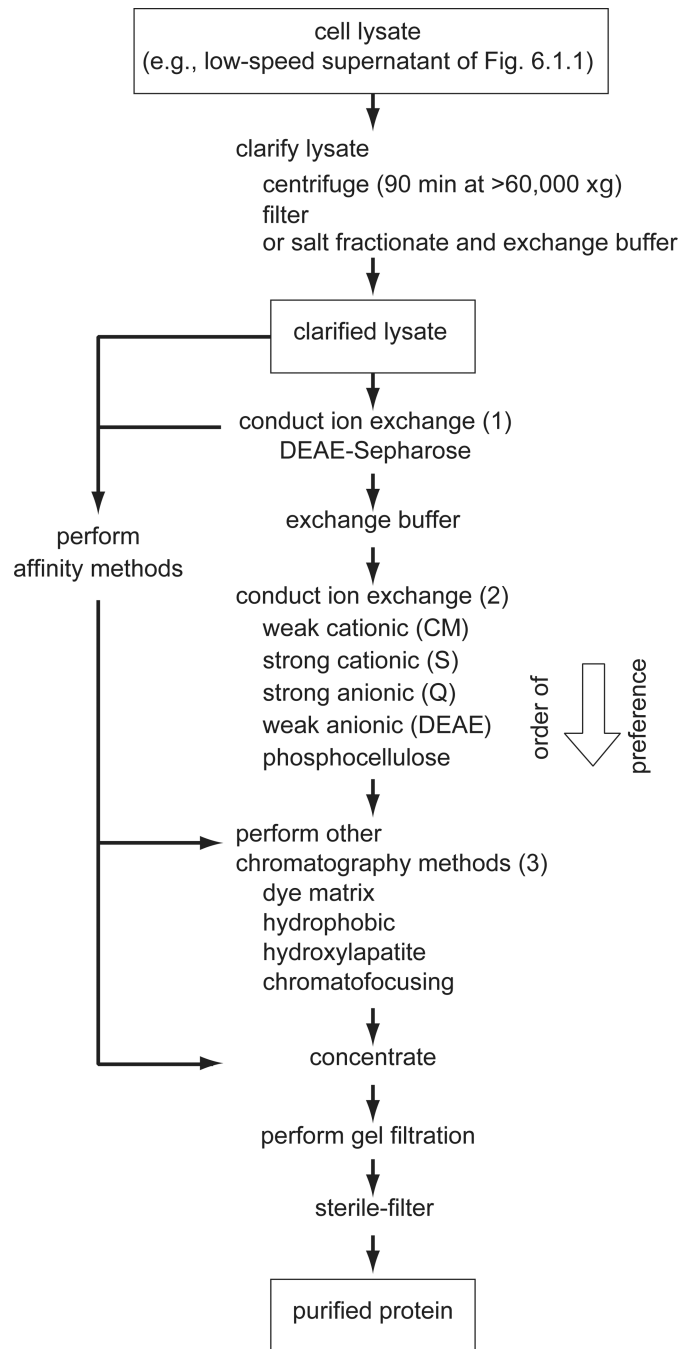 cell lysate
(e.g., low-speed supernatant of Fig. 6.1.1)
clarify lysate
centrifuge (90 min at >60,000 xg)
filter
or salt fractionate and exchange buffer
clarified lysate
conduct ion exchange (1)
DEAE-Sepharose
exchange buffer
perform
affinity methods
conduct ion exchange (2)
weak cationic (CM)
strong cationic (S)
strong anionic (Q)
weak anionic (DEAE)
phosphocellulose
order of
preference
perform other
chromatography methods (3)
dye matrix
hydrophobic
hydroxylapatite
chromatofocusing
concentrate
perform gel filtration
sterile-filter
purified protein